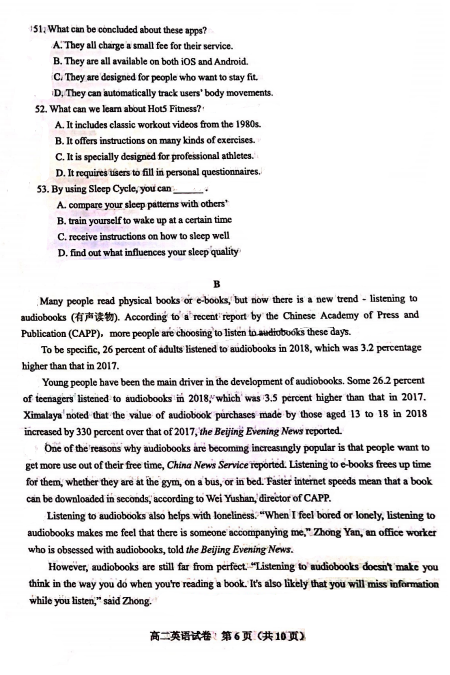 51. What can be concluded about these apps?
A. They all charge a small fee for their service.
B. They are all available on both iOS and Android.
C. They are designed for people who want to stay fit.
D. They can automatically track users' body movements.
52. What can we learn about Hot5 Fitness?
A. It includes classic workout videos from the 1980s.
B. It offers instructions on many kinds of exercises.
C. It is specially designed for professional athletes.
D. It requires users to fill in personal questionnaires.
53. By using Sleep Cycle, you can ______ .
A. compare your sleep patterns with others'
B. train yourself to wake up at a certain time
C. receive instructions on how to sleep well
D. find out what influences your sleep quality
B
Many people read physical books or e-books, but now there is a new trend - listening to
audiobooks (有声读物). According to a recent report by the Chinese Academy of Press and
Publication (CAPP), more people are choosing to listen to audiobooks these days.
To be specific, 26 percent of adults listened to audiobooks in 2018, which was 3.2 percentage
higher than that in 2017.
Young people have been the main driver in the development of audiobooks. Some 26.2 percent
of teenagers listened to audiobooks in 2018, which was 3.5 percent higher than that in 2017.
Ximalaya noted that the value of audiobook purchases made by those aged 13 to 18 in 2018
increased by 330 percent over that of 2017, the Beijing Evening News reported.
One of the reasons why audiobooks are becoming increasingly popular is that people want to
get more use out of their free time, China News Service reported. Listening to e-books frees up time
for them, whether they are at the gym, on a bus, or in bed. Faster internet speeds mean that a book
can be downloaded in seconds, according to Wei Yushan, director of CAPP.
Listening to audiobooks also helps with loneliness. "When I feel bored or lonely, listening to
audiobooks makes me feel that there is someone accompanying me," Zhong Yan, an office worker
who is obsessed with audiobooks, told the Beijing Evening News.
However, audiobooks are still far from perfect. "Listening to audiobooks doesn't make you
think in the way you do when you're reading a book. It's also likely that you will miss information
while you listen," said Zhong.
高二英语试卷 第 6 页 (共 10 页)